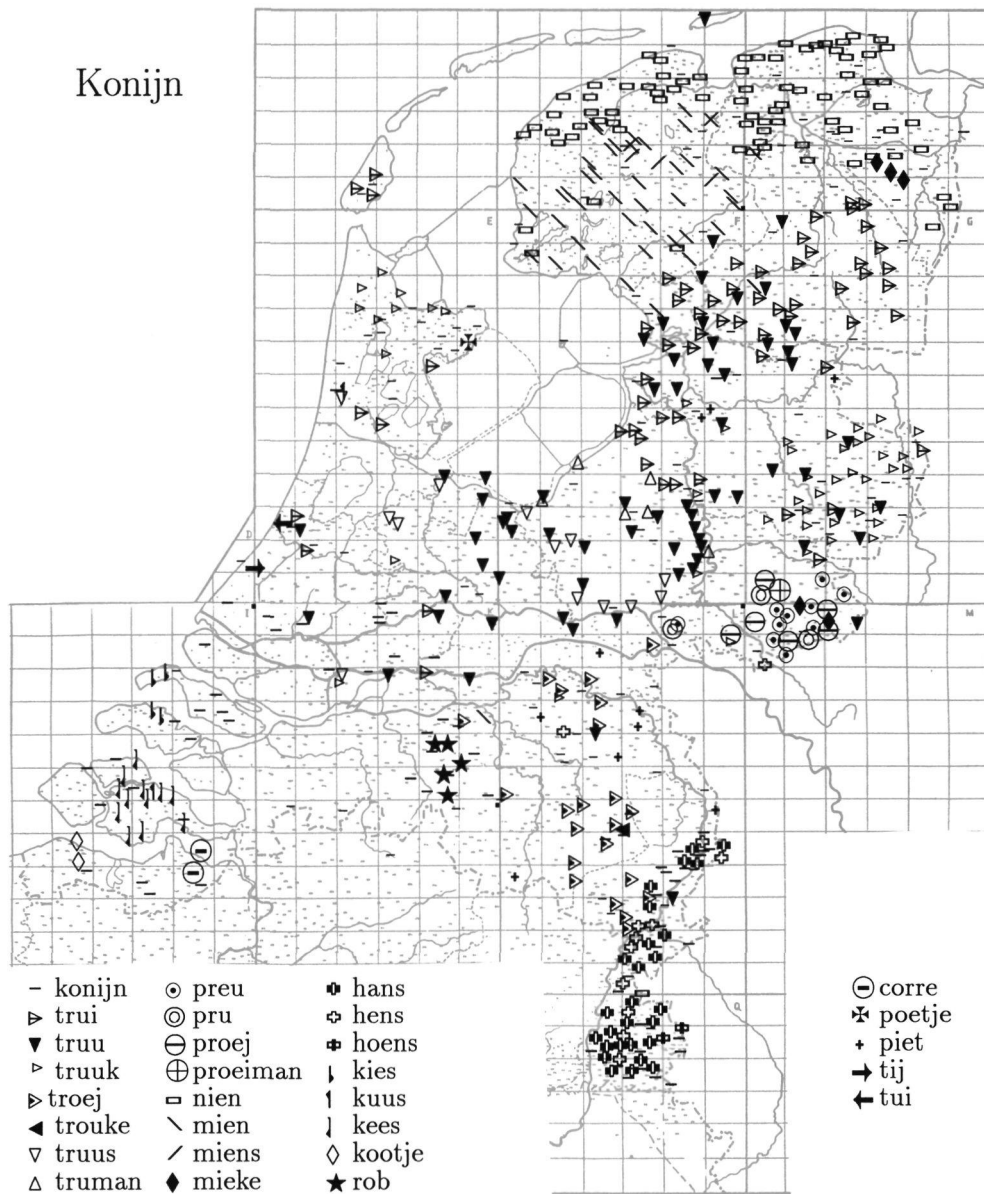 Konijn
E
F
G
D
I
M
Q
konijn
trui
truu
truuk
troej
trouke
truus
truman
preu
pru
proej
proeiman
nien
mien
miens
mieke
hans
hens
hoens
kies
kuus
kees
kootje
rob
corre
poetje
piet
tij
tui